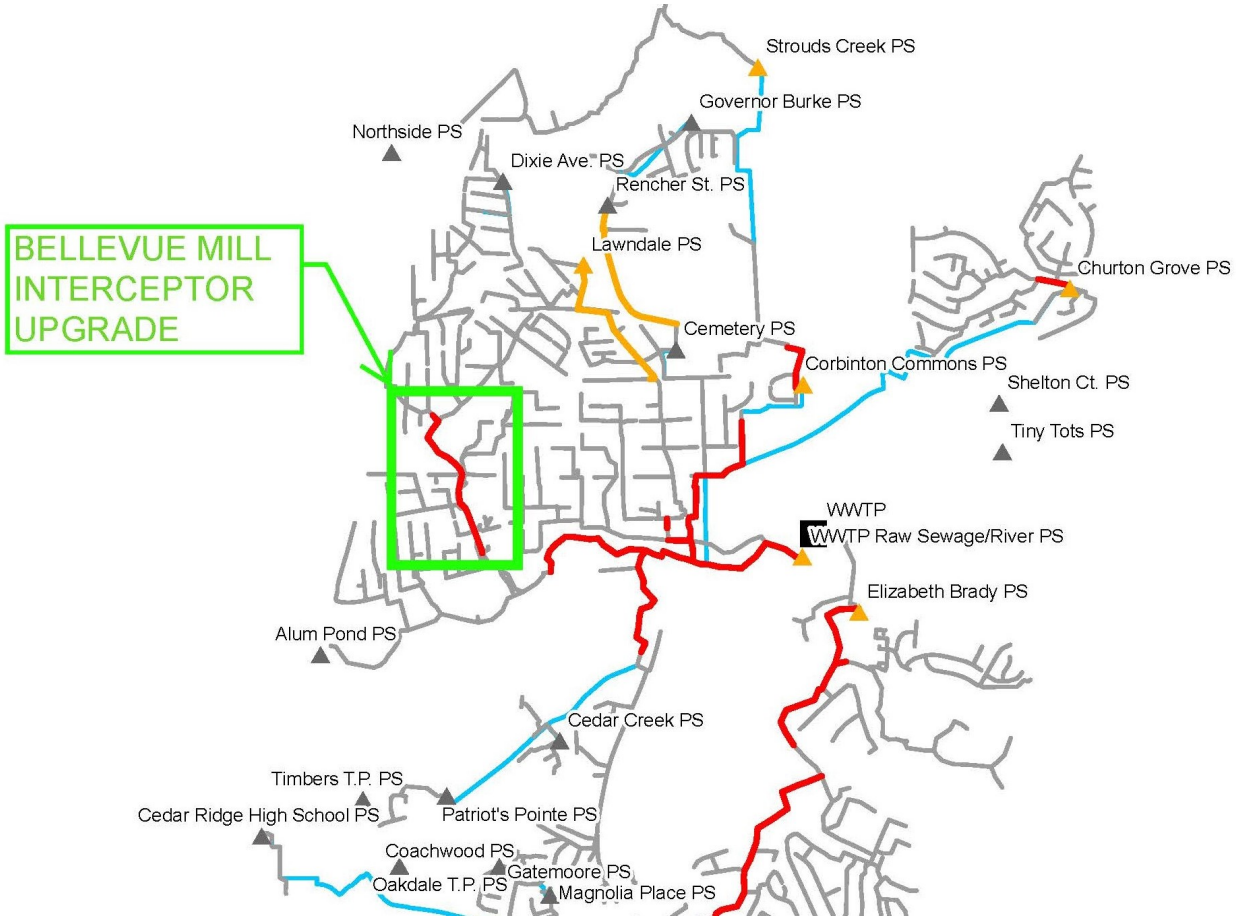 Strouds Creek PS
Governor Burke PS
Northside PS
Dixie Ave. PS
Rencher St. PS
BELLEVUE MILL
INTERCEPTOR
UPGRADE
Lawndale PS
Churton Grove PS
Cemetery PS
Corbinton Commons PS
Shelton Ct. PS
Tiny Tots PS
WWTP
W
WWTP Raw Sewage/River PS
Elizabeth Brady PS
Alum Pond PS
Cedar Creek PS
Timbers T.P. PS
Cedar Ridge High School PS
Patriot's Pointe PS
Coachwood PS
Gatemoore PS
Oakdale T.P. PS
Magnolia Place PS